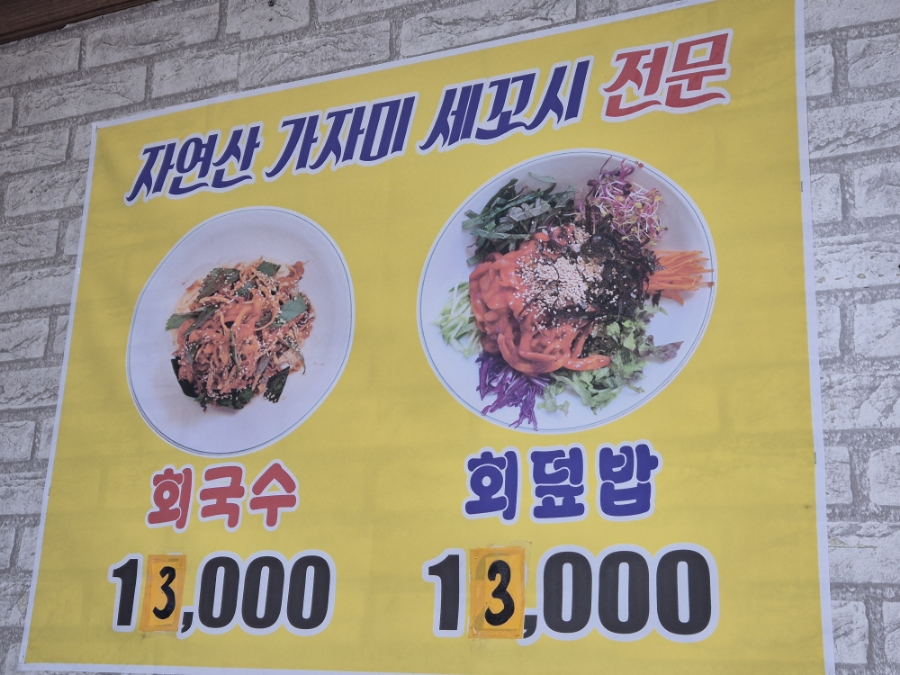 자연산 가자미 세꼬시 전문
회국수 회덮밥
13,000 13,000